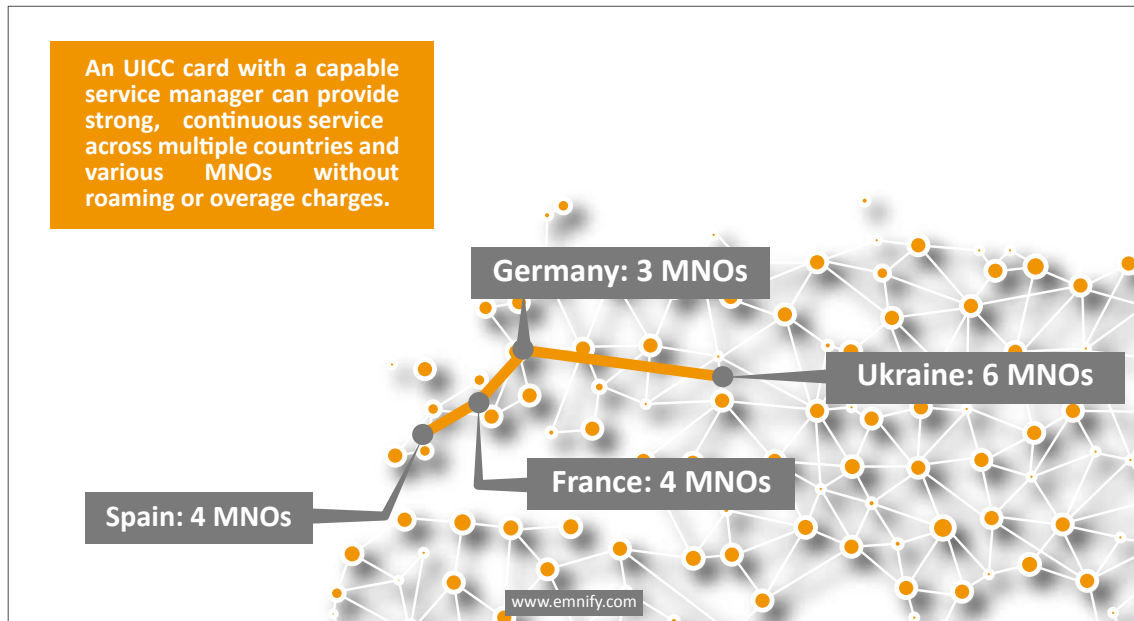 An UICC card with a capable
service manager can provide
strong, continuous service
across multiple countries and
various MNOs without
roaming or overage charges.
Germany: 3 MNOs
Ukraine: 6 MNOs
France: 4 MNOs
Spain: 4 MNOs
www.emnify.com